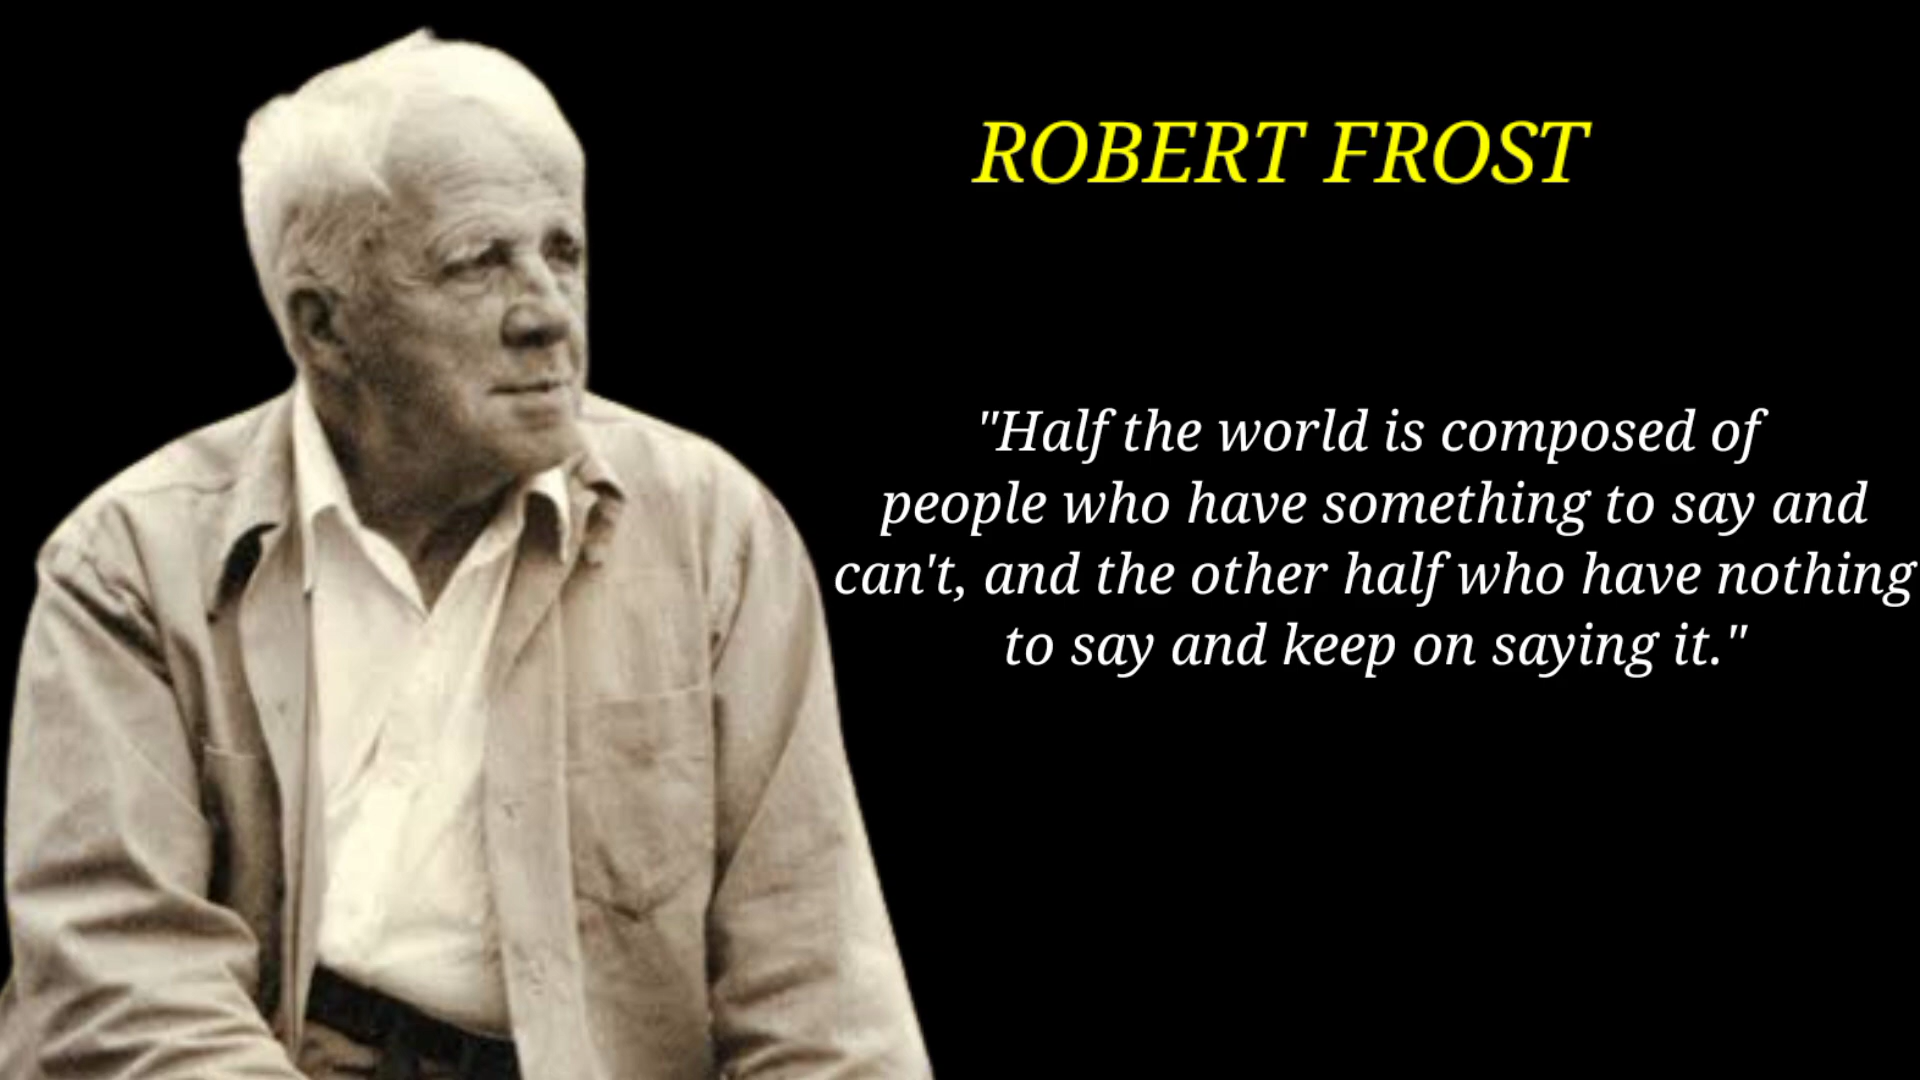 ROBERT FROST
"Half the world is composed of
people who have something to say and
can't, and the other half who have nothing
to say and keep on saying it."